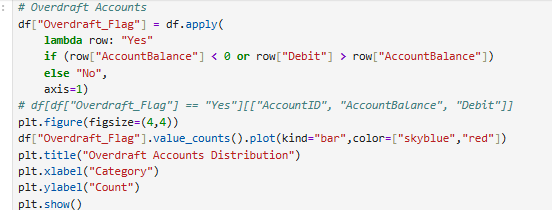 : # Overdraft Accounts
df["Overdraft_Flag"] = df.apply(
    lambda row: "Yes"
    if (row["AccountBalance"] < 0 or row["Debit"] > row["AccountBalance"])
    else "No",
    axis=1)
# df[df["Overdraft_Flag"] == "Yes"][["AccountID", "AccountBalance", "Debit"]]
plt.figure(figsize=(4,4))
df["Overdraft_Flag"].value_counts().plot(kind="bar",color=["skyblue","red"])
plt.title("Overdraft Accounts Distribution")
plt.xlabel("Category")
plt.ylabel("Count")
plt.show()